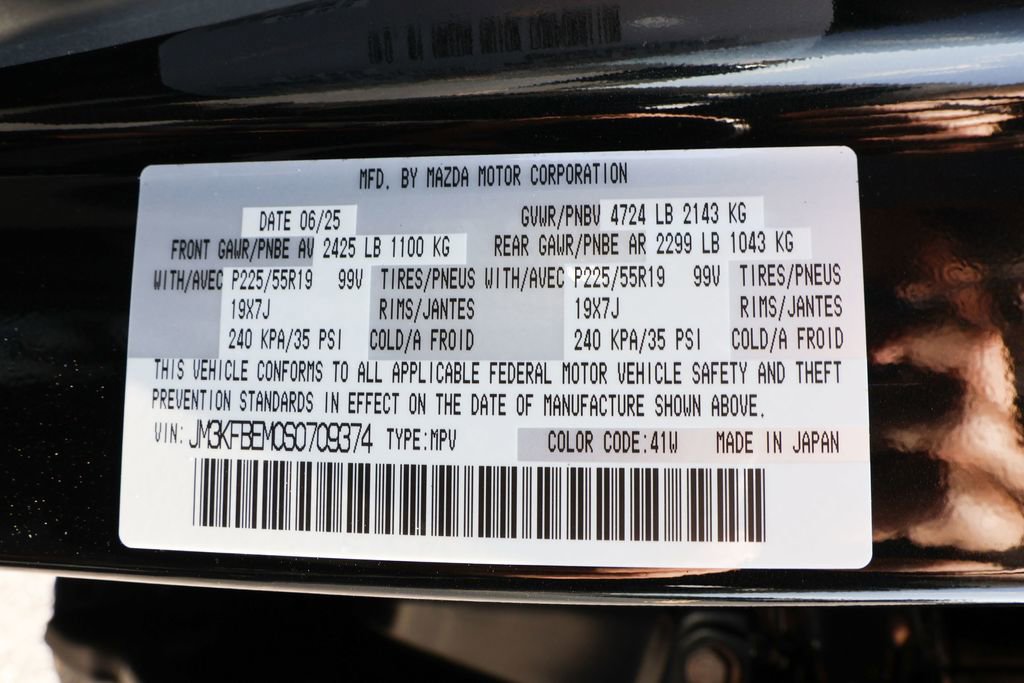 MFD. BY MAZDA MOTOR CORPORATION
DATE 06/25 GVWR/PNBV 4724 LB 2143 KG
FRONT GAWR/PNBE AV 2425 LB 1100 KG REAR GAWR/PNBE AR 2299 LB 1043 KG
WITH/AVEC P225/55R19 99V TIRES/PNEUS WITH/AVEC P225/55R19 99V TIRES/PNEUS
19X7J RIMS/JANTES 19X7J RIMS/JANTES
240 KPA/35 PSI COLD/A FROID 240 KPA/35 PSI COLD/A FROID
THIS VEHICLE CONFORMS TO ALL APPLICABLE FEDERAL MOTOR VEHICLE SAFETY AND THEFT
PREVENTION STANDARDS IN EFFECT ON THE DATE OF MANUFACTURE SHOWN ABOVE.
VIN: JM3KFBEM0S0709374 TYPE:MPV COLOR CODE:41W MADE IN JAPAN